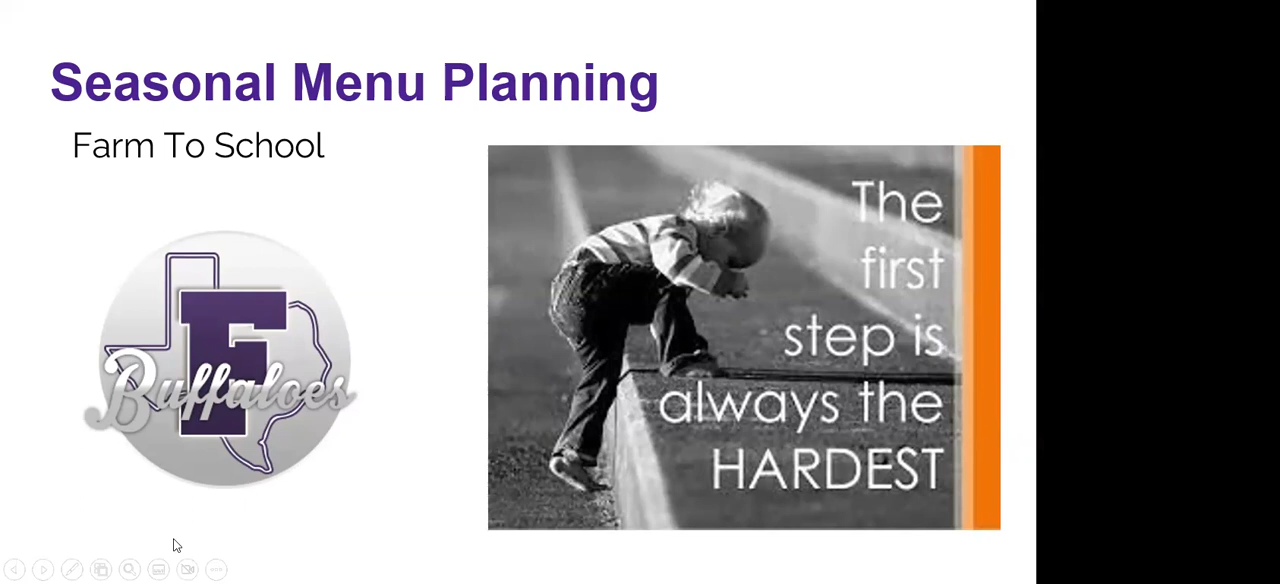 Seasonal Menu Planning
Farm To School
F
Buffaloes
The
first
step is
always the
HARDEST